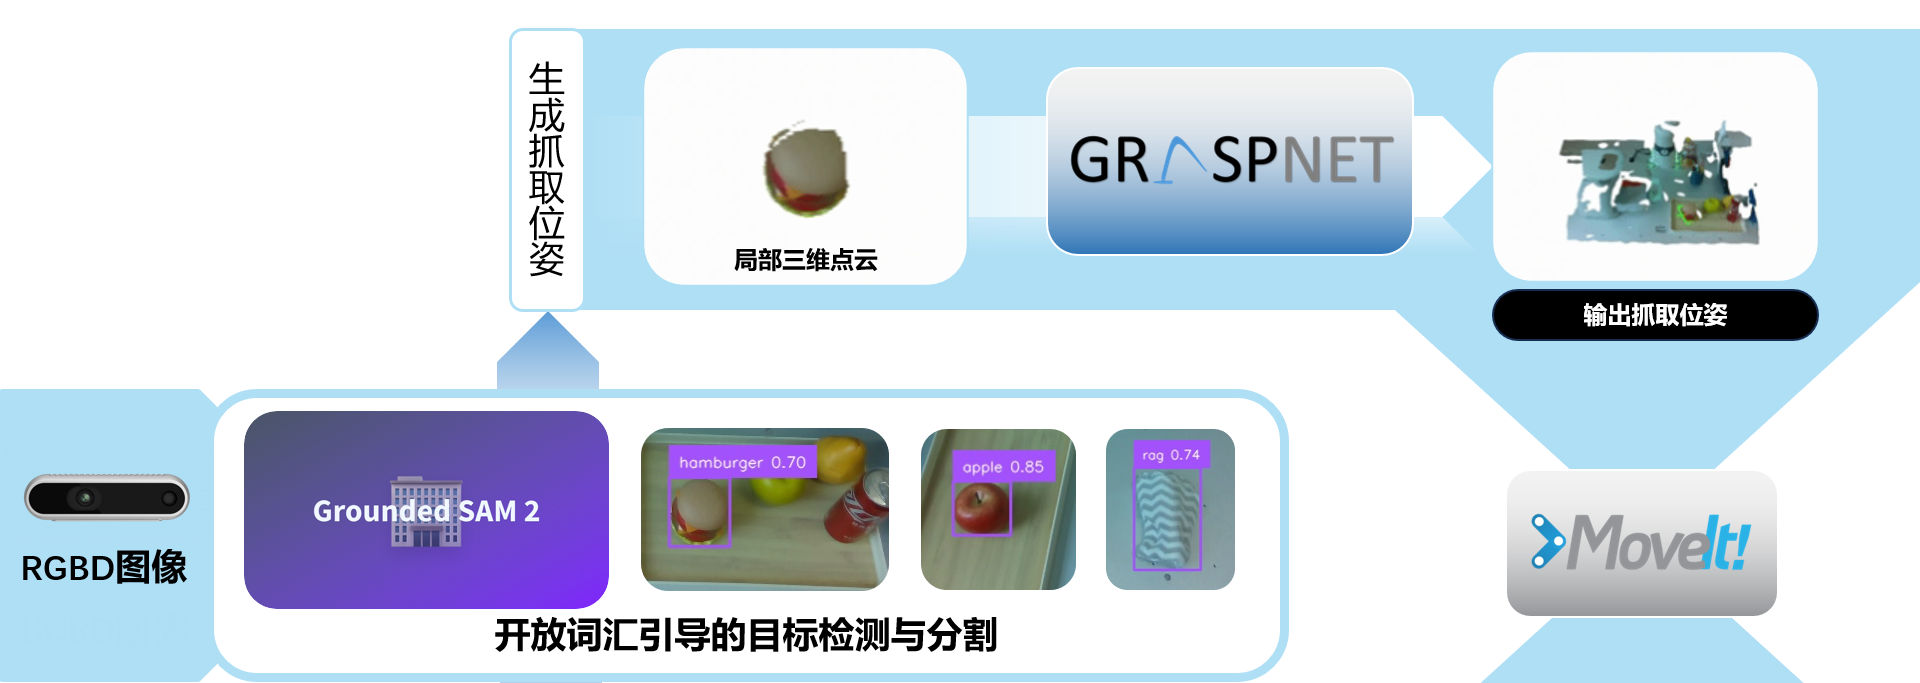 生成抓取位姿
局部三维点云
GRASPNET
输出抓取位姿
RGBD图像
Grounded SAM 2
hamburger 0.70
apple 0.85
rag 0.74
开放词汇引导的目标检测与分割
MoveIt!